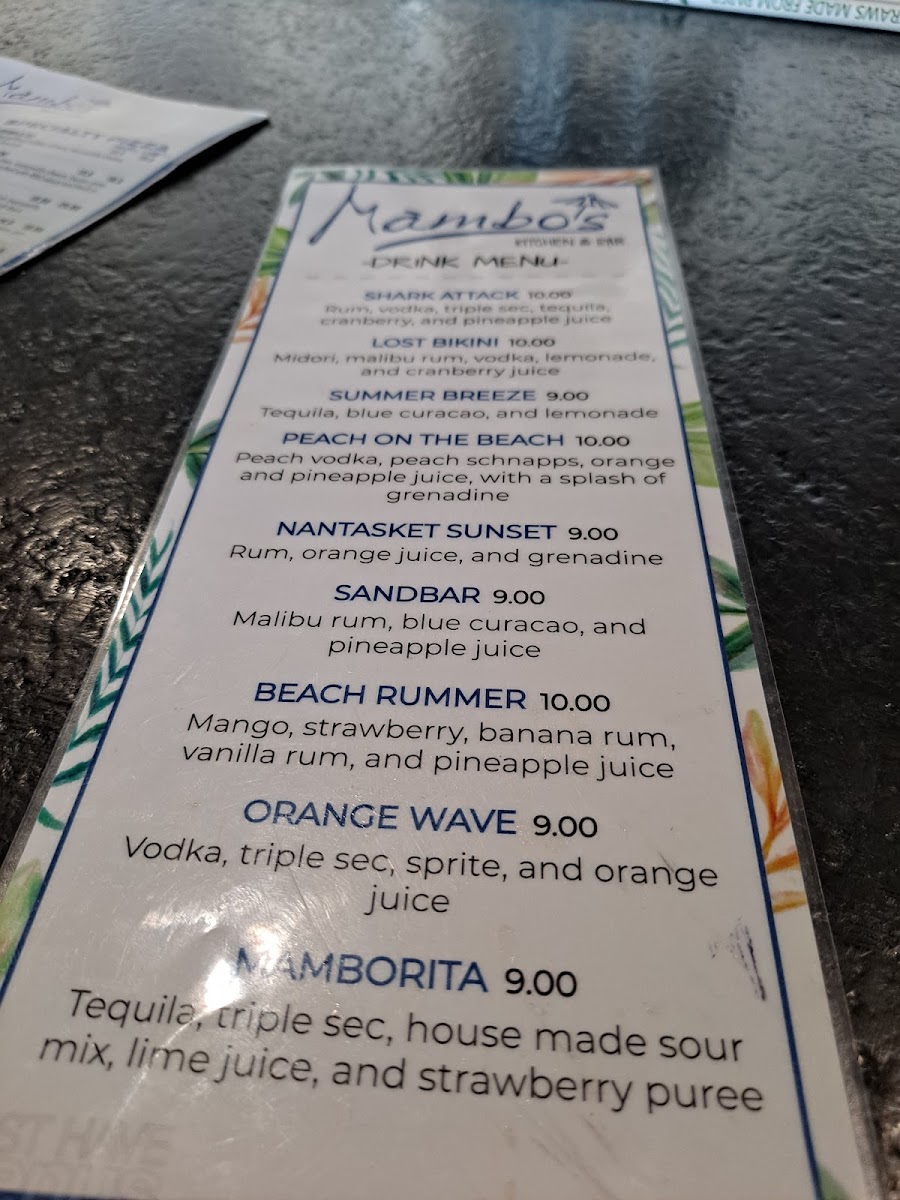 RAWS MADE FROM
Mambo's
KITCHEN & BAR
-DRINK MENU-
SHARK ATTACK 10.00
Rum, vodka, triple sec, tequila,
cranberry, and pineapple juice
LOST BIKINI 10.00
Midori, malibu rum, vodka, lemonade,
and cranberry juice
SUMMER BREEZE 9.00
Tequila, blue curacao, and lemonade
PEACH ON THE BEACH 10.00
Peach vodka, peach schnapps, orange
and pineapple juice, with a splash of
grenadine
NANTASKET SUNSET 9.00
Rum, orange juice, and grenadine
SANDBAR 9.00
Malibu rum, blue curacao, and
pineapple juice
BEACH RUMMER 10.00
Mango, strawberry, banana rum,
vanilla rum, and pineapple juice
ORANGE WAVE 9.00
Vodka, triple sec, sprite, and orange
juice
MAMBORITA 9.00
Tequila, triple sec, house made sour
mix, lime juice, and strawberry puree